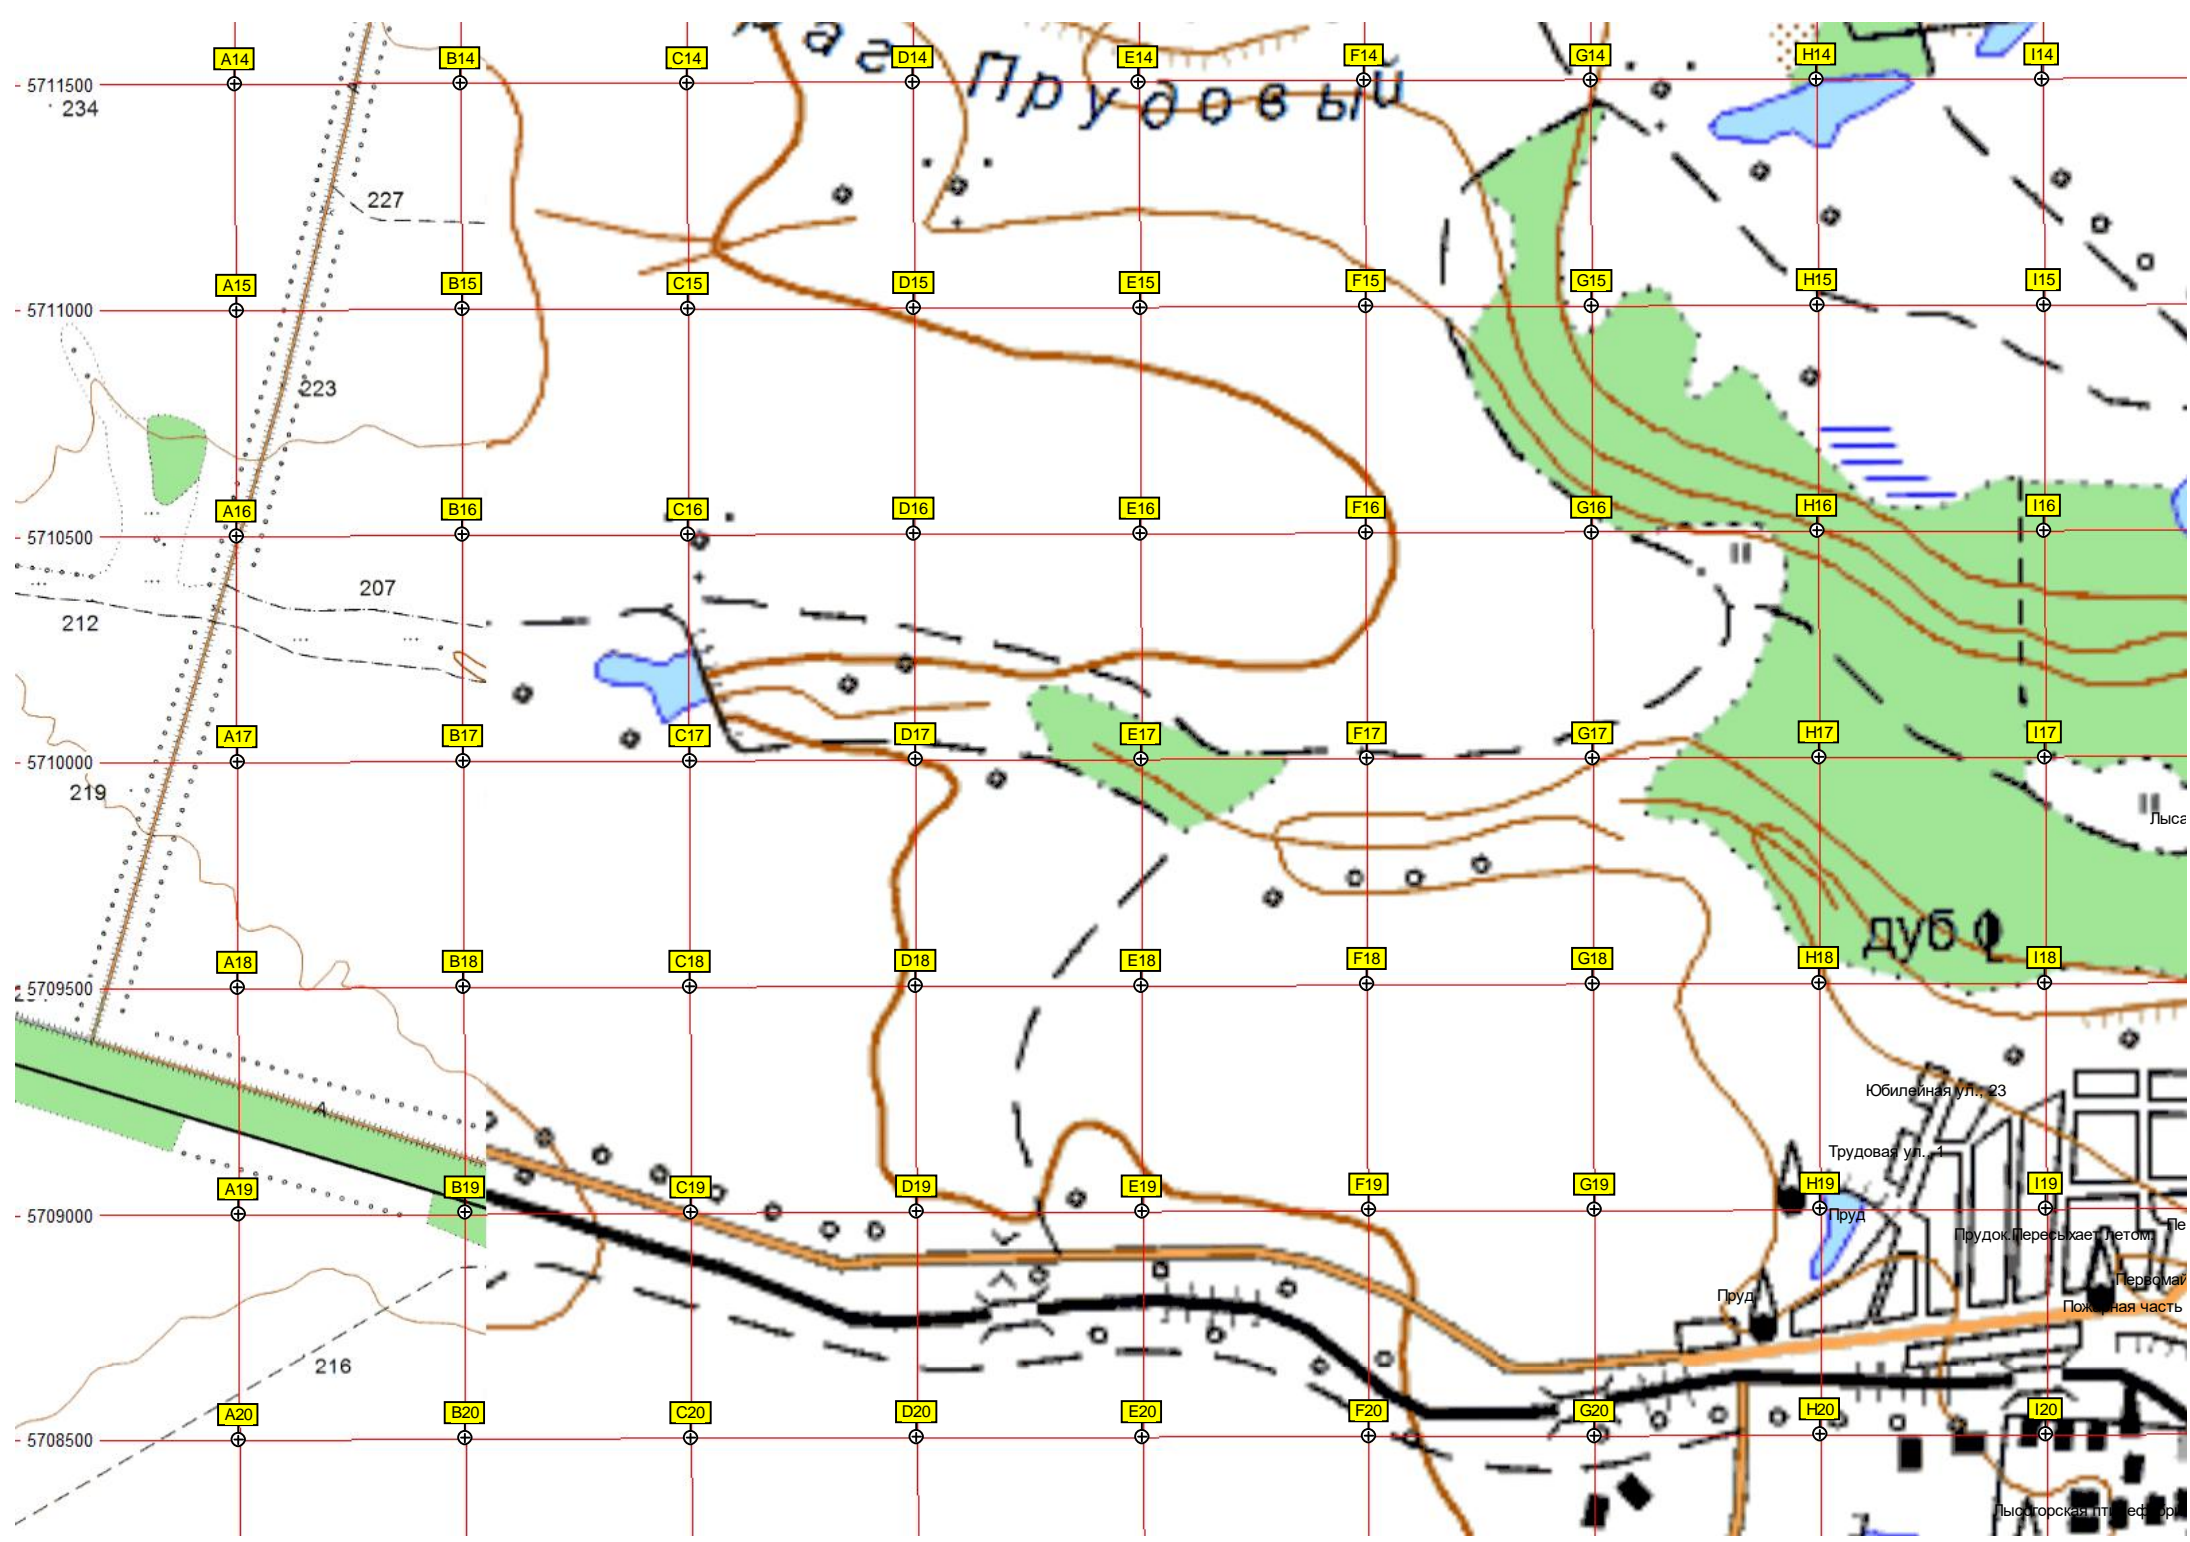 аг Прудовый
A14 B14 C14 D14 E14 F14 G14 H14 I14
5711500
234
227
A15 B15 C15 D15 E15 F15 G15 H15 I15
5711000
223
A16 B16 C16 D16 E16 F16 G16 H16 I16
5710500
207
212
A17 B17 C17 D17 E17 F17 G17 H17 I17
5710000
219
Лыса
дуб
A18 B18 C18 D18 E18 F18 G18 H18 I18
5709500
Юбилейная ул., 23
A
Трудовая ул., 1
A19 B19 C19 D19 E19 F19 G19 H19 I19
5709000
Пруд
Пе
Прудок.Пересыхает летом.
Первомай
Пруд
Пожарная часть
216
A20 B20 C20 D20 E20 F20 G20 H20 I20
5708500